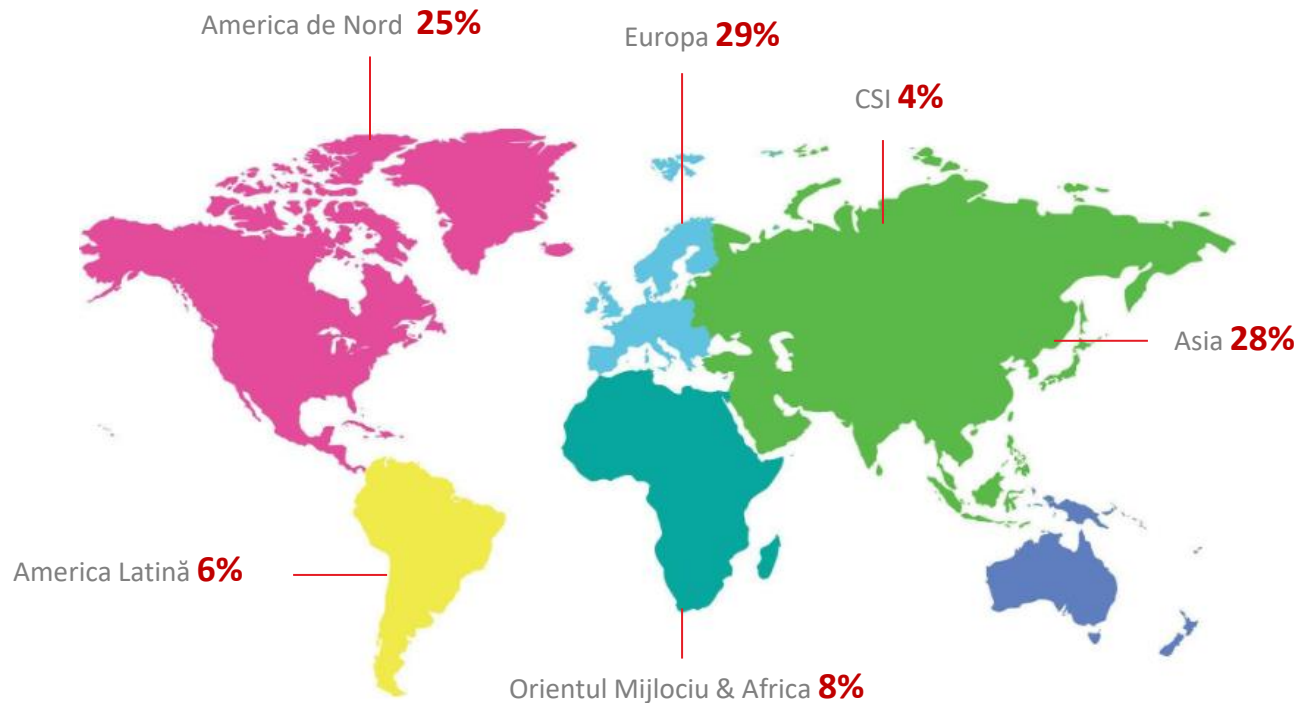 America de Nord 25%
Europa 29%
CSI 4%
Asia 28%
America Latină 6%
Orientul Mijlociu & Africa 8%